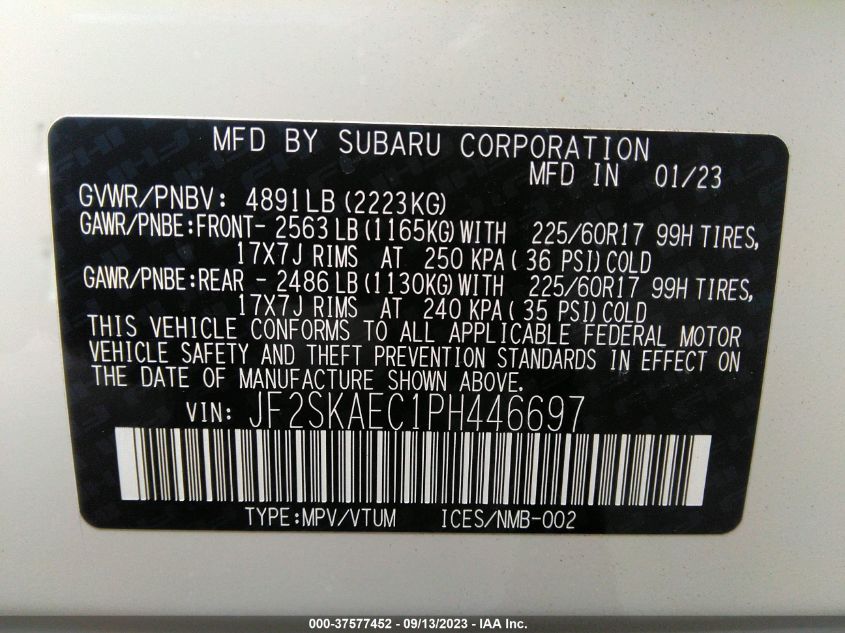 MFD BY SUBARU CORPORATION
MFD IN 01/23
GVWR/PNBV: 4891LB (2223KG)
GAWR/PNBE:FRONT- 2563LB (1165KG) WITH 225/60R17 99H TIRES,
17X7J RIMS AT 250 KPA ( 36 PSI) COLD
GAWR/PNBE:REAR - 2486LB (1130KG) WITH 225/60R17 99H TIRES,
17X7J RIMS AT 240 KPA ( 35 PSI) COLD
THIS VEHICLE CONFORMS TO ALL APPLICABLE FEDERAL MOTOR
VEHICLE SAFETY AND THEFT PREVENTION STANDARDS IN EFFECT ON
THE DATE OF MANUFACTURE SHOWN ABOVE.
VIN: JF2SKAEC1PH446697
TYPE:MPV/VTUM ICES/NMB-002
000-37577452 - 09/13/2023 - IAA Inc.